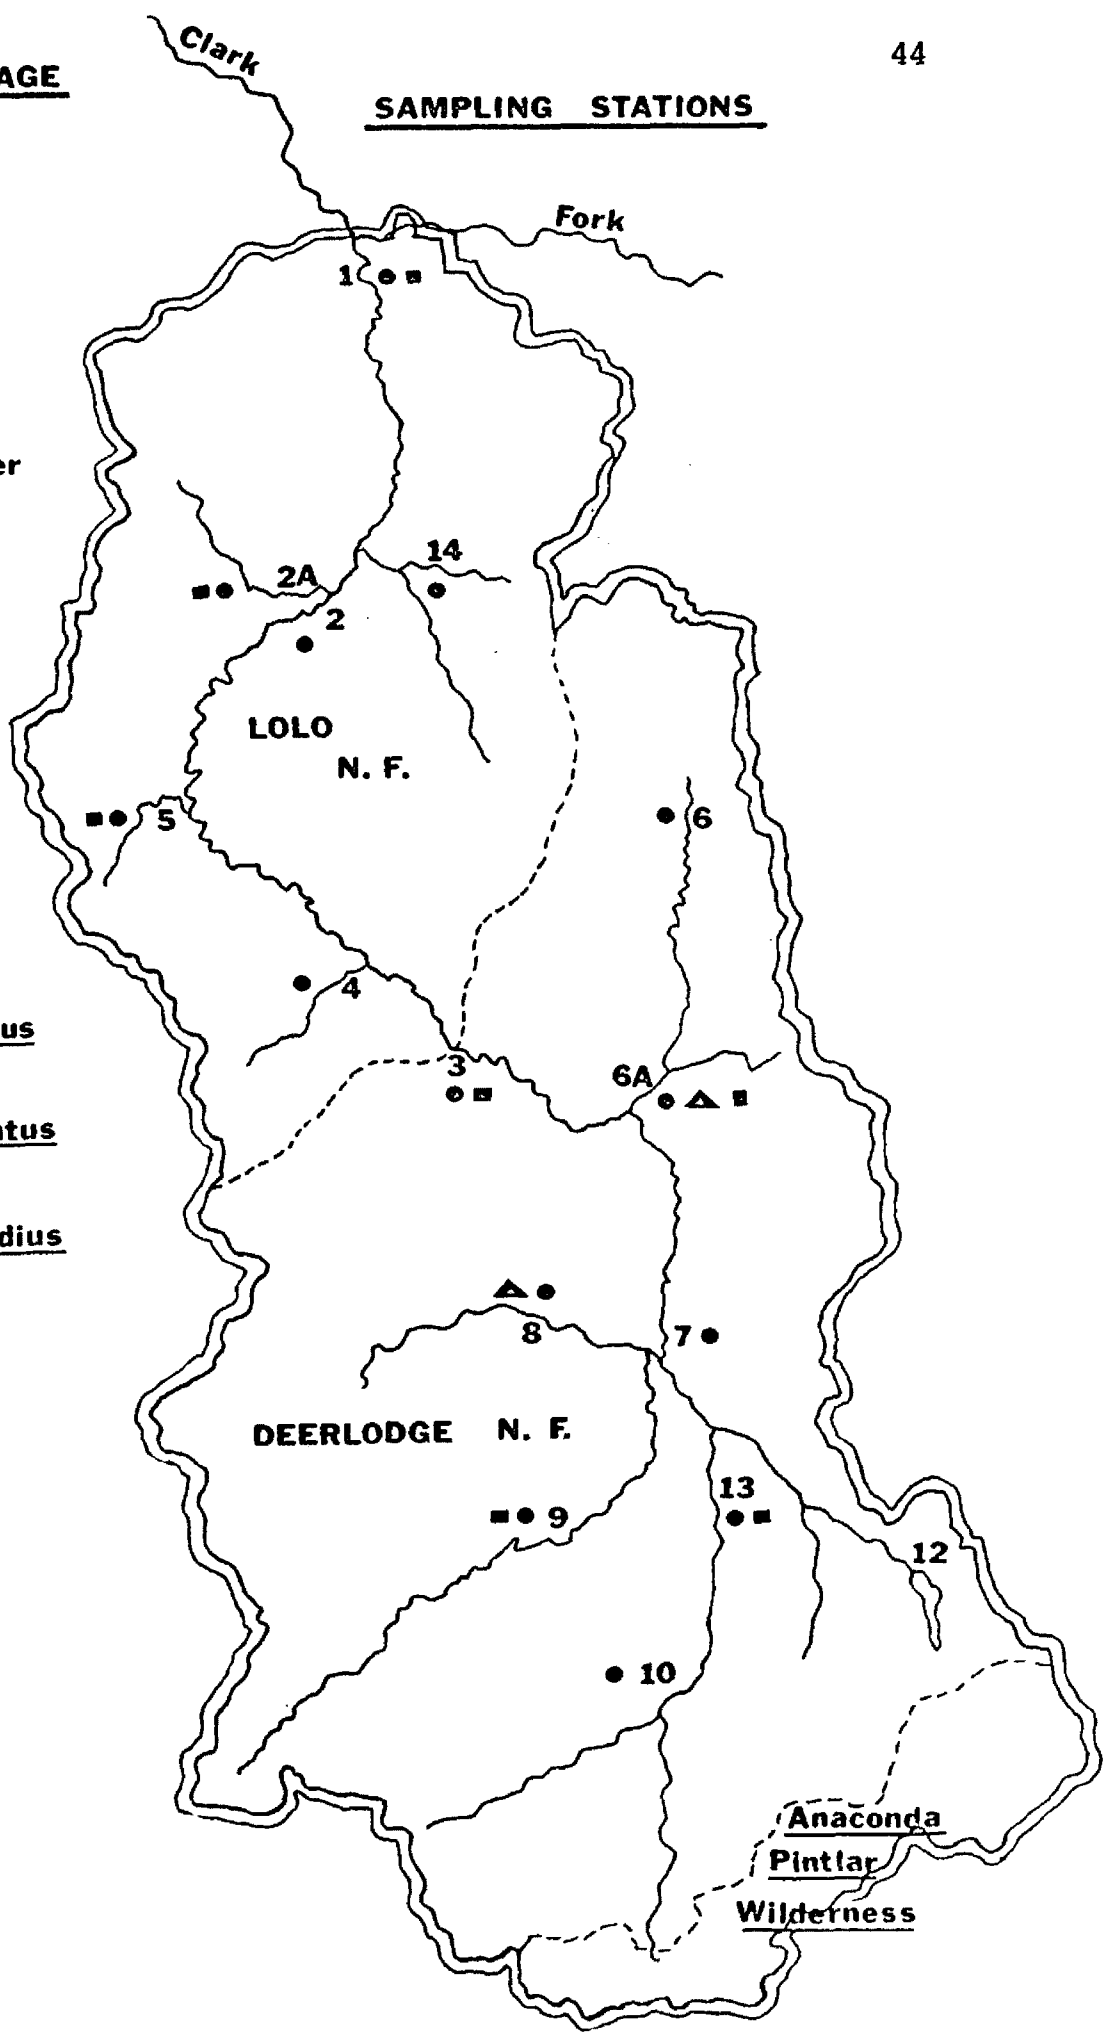 44
AGE
SAMPLING STATIONS
Clark
Fork
1
er
14
2A
2
LOLO
N. F.
5
6
4
us
3
6A
ntus
dius
8
7
DEERLODGE N. F.
13
9
12
10
Anaconda
Pintlar
Wilderness